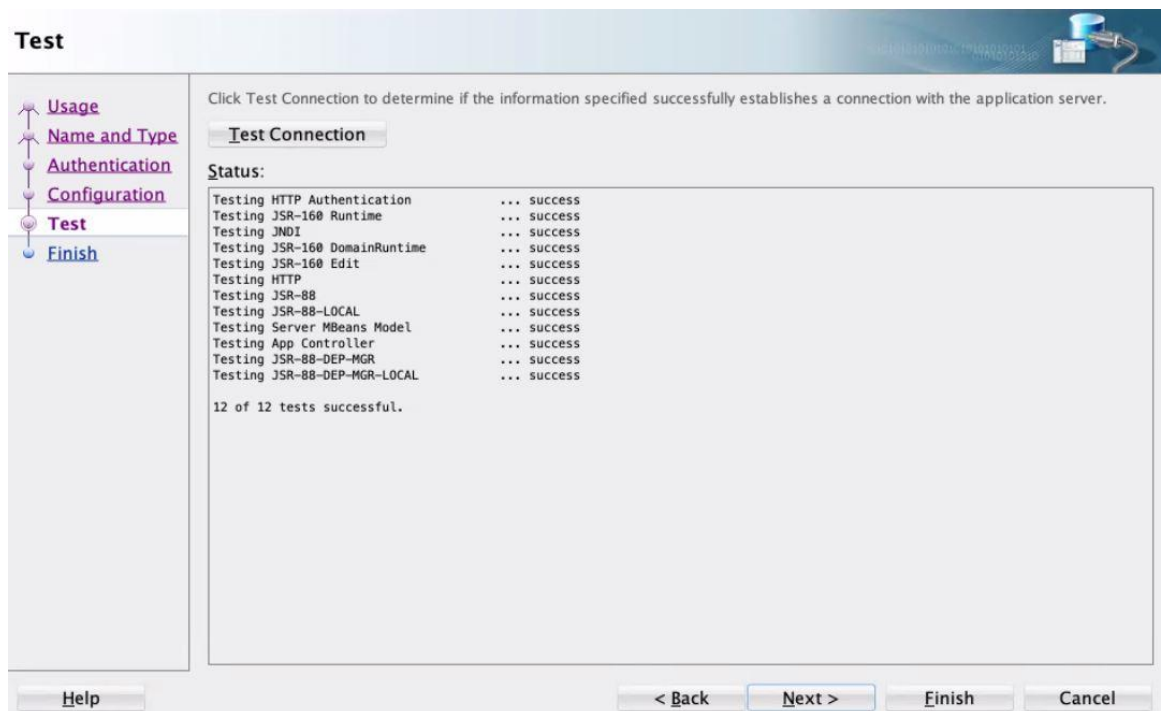 Test
Usage
Name and Type
Authentication
Configuration
Test
Finish
Click Test Connection to determine if the information specified successfully establishes a connection with the application server.
Test Connection
Status:
Testing HTTP Authentication ... success
Testing JSR-160 Runtime ... success
Testing JNDI ... success
Testing JSR-160 DomainRuntime ... success
Testing JSR-160 Edit ... success
Testing HTTP ... success
Testing JSR-88 ... success
Testing JSR-88-LOCAL ... success
Testing Server MBeans Model ... success
Testing App Controller ... success
Testing JSR-88-DEP-MGR ... success
Testing JSR-88-DEP-MGR-LOCAL ... success
12 of 12 tests successful.
Help
< Back
Next >
Finish
Cancel